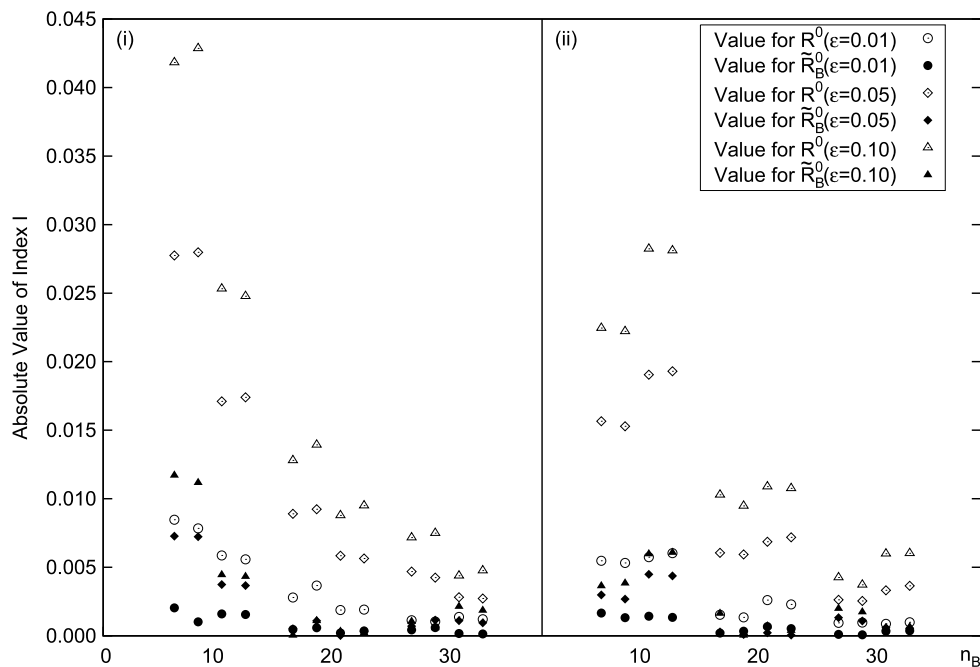 0.045
0.040
0.035
0.030
0.025
0.020
0.015
0.010
0.005
0.000
Absolute Value of Index I
(i)
(ii)
Value for R⁰(ε=0.01)
Value for R̃⁰_B(ε=0.01)
Value for R⁰(ε=0.05)
Value for R̃⁰_B(ε=0.05)
Value for R⁰(ε=0.10)
Value for R̃⁰_B(ε=0.10)
0 10 20 30 0 10 20 30 n_B